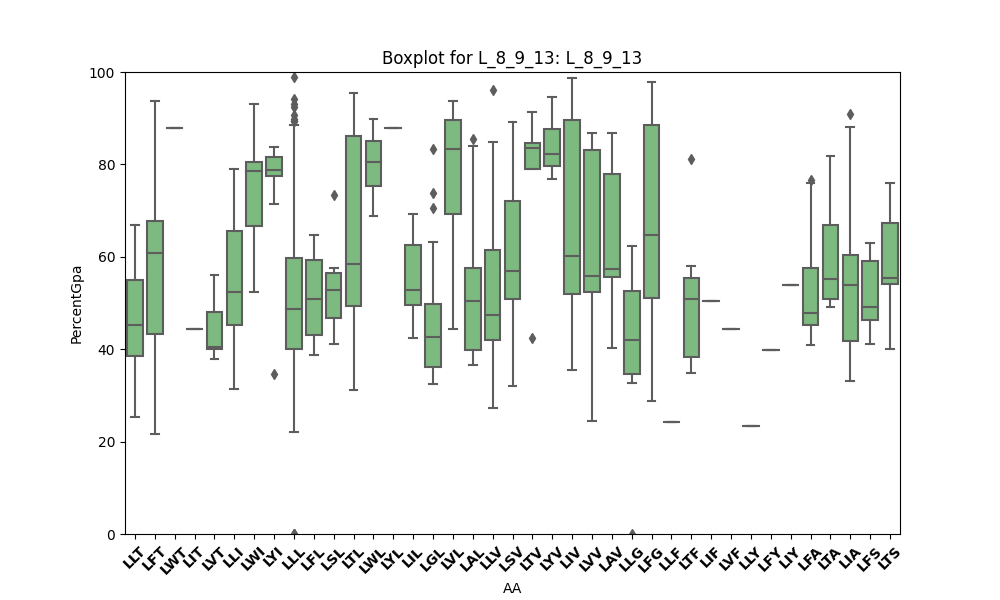 Boxplot for L_8_9_13: L_8_9_13
PercentGpa
100
80
60
40
20
0
LLT LFT LWT LIT LVT LLI LWI LYI LLL LFL LSL LTL LWL LYL LIL LGL LVL LAL LLV LSV LTV LYV LIV LVV LAV LLG LFG LLF LTF LIF LVF LLY LFY LIY LFA LTA LIA LFS LTS
AA